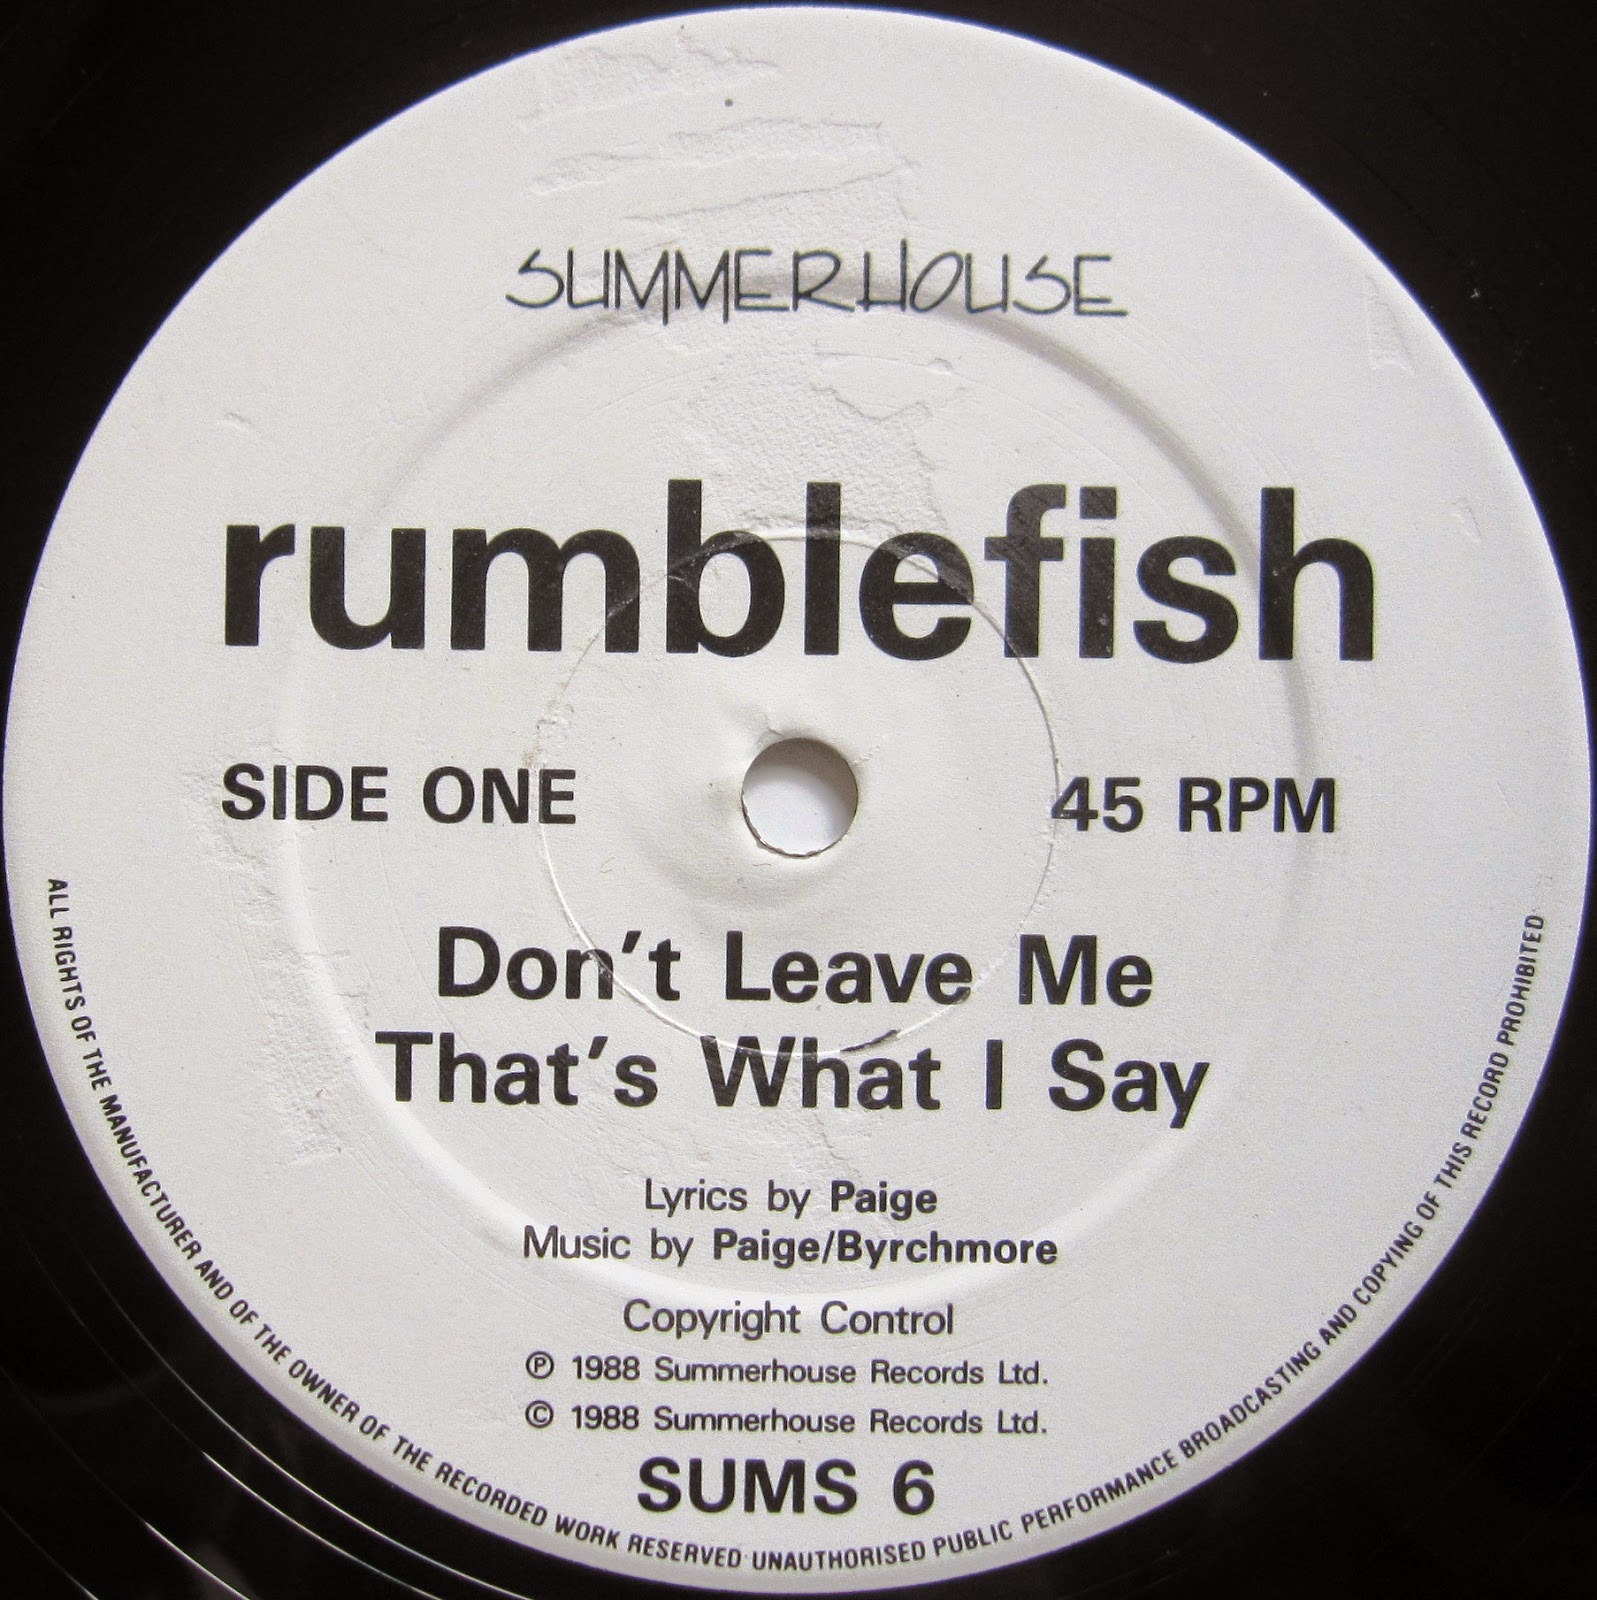 SUMMERHOUSE
rumblefish
SIDE ONE 45 RPM
Don't Leave Me
That's What I Say
Lyrics by Paige
Music by Paige/Byrchmore
Copyright Control
Ⓟ 1988 Summerhouse Records Ltd.
© 1988 Summerhouse Records Ltd.
SUMS 6
ALL RIGHTS OF THE MANUFACTURER AND OF THE OWNER OF THE RECORDED WORK RESERVED UNAUTHORISED PUBLIC PERFORMANCE BROADCASTING AND COPYING OF THIS RECORD PROHIBITED